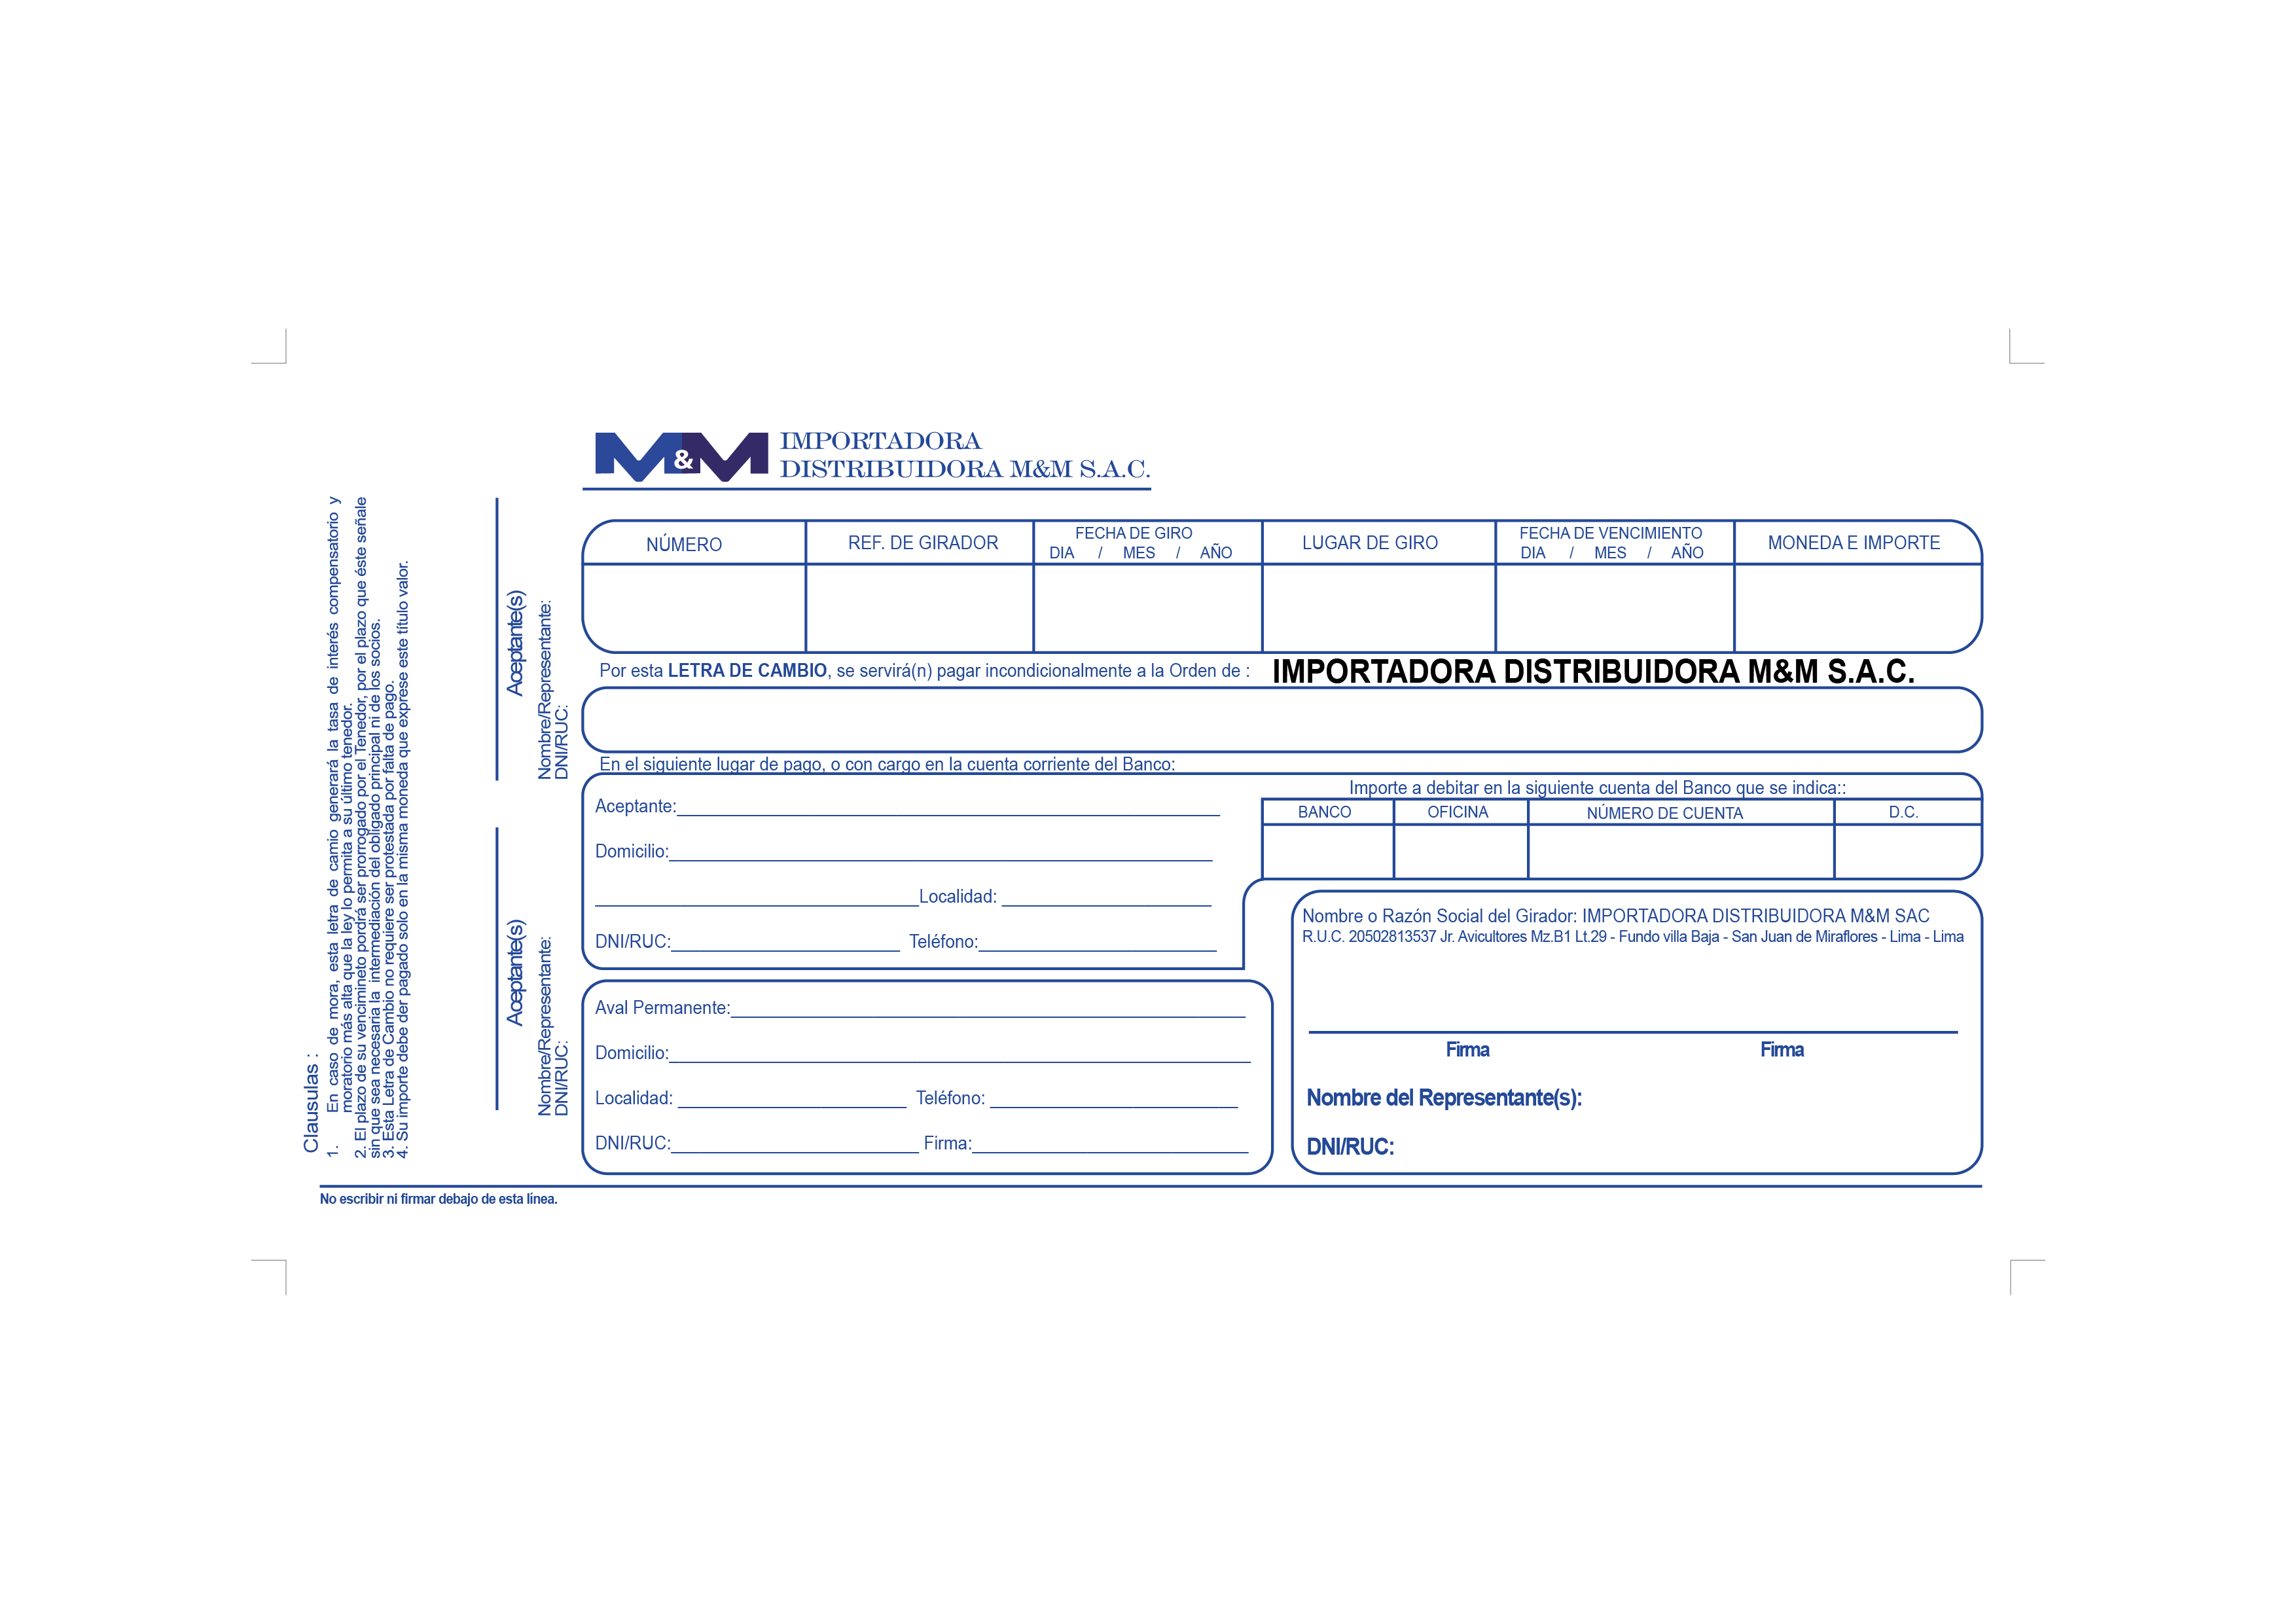 M&M IMPORTADORA
DISTRIBUIDORA M&M S.A.C.
Clausulas :
1. En caso de mora, esta letra de camio generará la tasa de interés compensatorio y
moratorio más alta que la ley lo permita a su último tenedor.
2. El plazo de su vencimineto pordrá ser prorrogado por el Tenedor, por el plazo que éste señale
sin que sea necesaria la intermediación del obligado principal ni de los socios.
3. Esta Letra de Cambio no requiere ser protestada por falta de pago.
4. Su importe debe der pagado solo en la misma moneda que exprese este título valor.
Aceptante(s)
Nombre/Representante:
DNI/RUC:
Aceptante(s)
Nombre/Representante:
DNI/RUC:
NÚMERO
REF. DE GIRADOR
FECHA DE GIRO
DIA / MES / AÑO
LUGAR DE GIRO
FECHA DE VENCIMIENTO
DIA / MES / AÑO
MONEDA E IMPORTE
Por esta LETRA DE CAMBIO, se servirá(n) pagar incondicionalmente a la Orden de : IMPORTADORA DISTRIBUIDORA M&M S.A.C.
En el siguiente lugar de pago, o con cargo en la cuenta corriente del Banco:
Aceptante:
Domicilio:
Localidad:
DNI/RUC: Teléfono:
Importe a debitar en la siguiente cuenta del Banco que se indica::
BANCO OFICINA NÚMERO DE CUENTA D.C.
Aval Permanente:
Domicilio:
Localidad: Teléfono:
DNI/RUC: Firma:
Nombre o Razón Social del Girador: IMPORTADORA DISTRIBUIDORA M&M SAC
R.U.C. 20502813537 Jr. Avicultores Mz.B1 Lt.29 - Fundo villa Baja - San Juan de Miraflores - Lima - Lima
Firma Firma
Nombre del Representante(s):
DNI/RUC:
No escribir ni firmar debajo de esta línea.